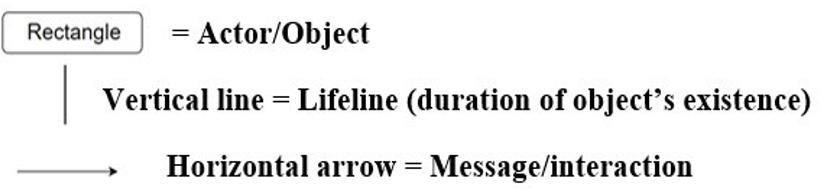 Rectangle = Actor/Object
Vertical line = Lifeline (duration of object's existence)
Horizontal arrow = Message/interaction